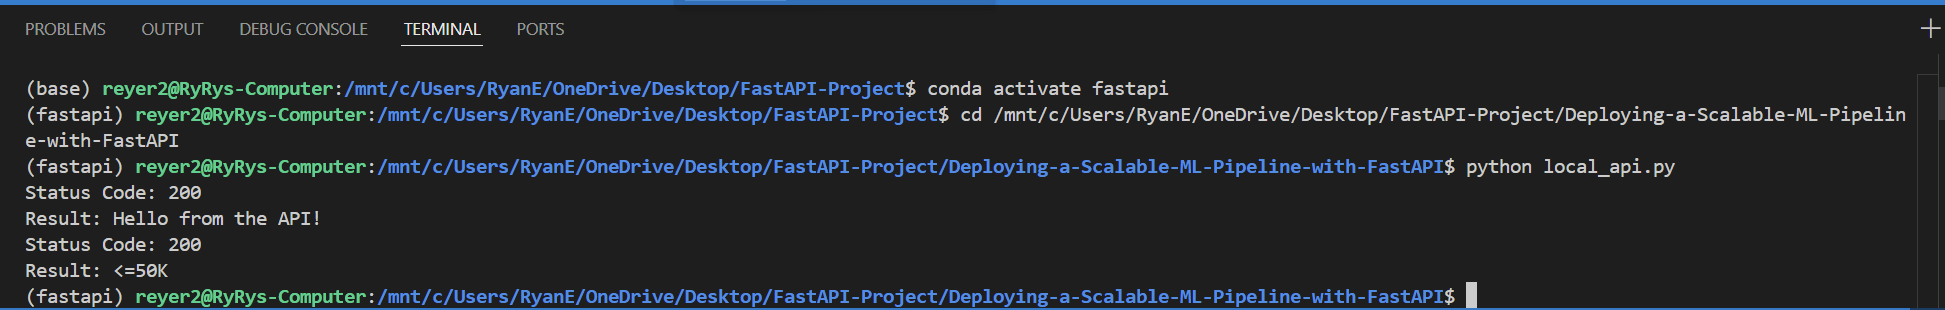 PROBLEMS OUTPUT DEBUG CONSOLE TERMINAL PORTS
(base) reyer2@RyRys-Computer:/mnt/c/Users/RyanE/OneDrive/Desktop/FastAPI-Project$ conda activate fastapi
(fastapi) reyer2@RyRys-Computer:/mnt/c/Users/RyanE/OneDrive/Desktop/FastAPI-Project$ cd /mnt/c/Users/RyanE/OneDrive/Desktop/FastAPI-Project/Deploying-a-Scalable-ML-Pipelin
e-with-FastAPI
(fastapi) reyer2@RyRys-Computer:/mnt/c/Users/RyanE/OneDrive/Desktop/FastAPI-Project/Deploying-a-Scalable-ML-Pipeline-with-FastAPI$ python local_api.py
Status Code: 200
Result: Hello from the API!
Status Code: 200
Result: <=50K
(fastapi) reyer2@RyRys-Computer:/mnt/c/Users/RyanE/OneDrive/Desktop/FastAPI-Project/Deploying-a-Scalable-ML-Pipeline-with-FastAPI$